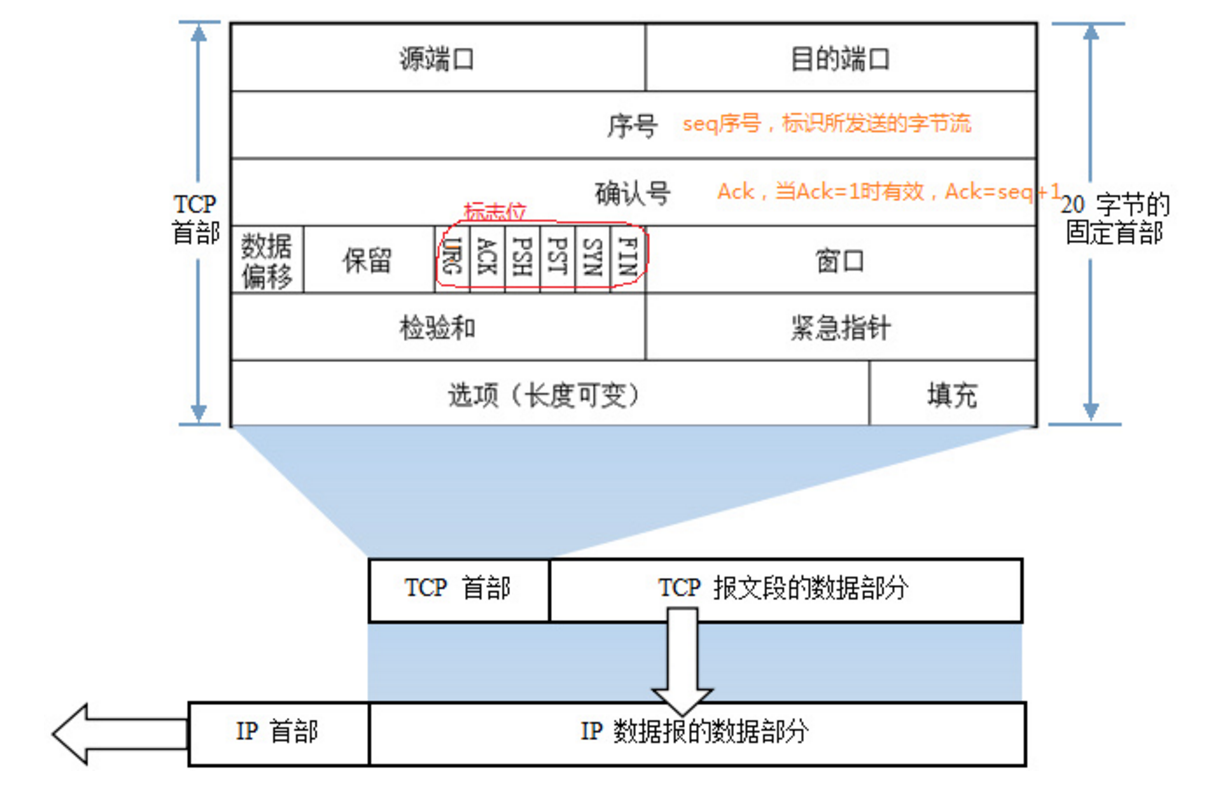 源端口
目的端口
序号
seq序号，标识所发送的字节流
确认号
Ack，当Ack=1时有效，Ack=seq+1
TCP
首部
20 字节的
固定首部
标志位
数据
偏移
保留
URG
ACK
PSH
PST
SYN
FIN
窗口
检验和
紧急指针
选项（长度可变）
填充
TCP 首部
TCP 报文段的数据部分
IP 首部
IP 数据报的数据部分